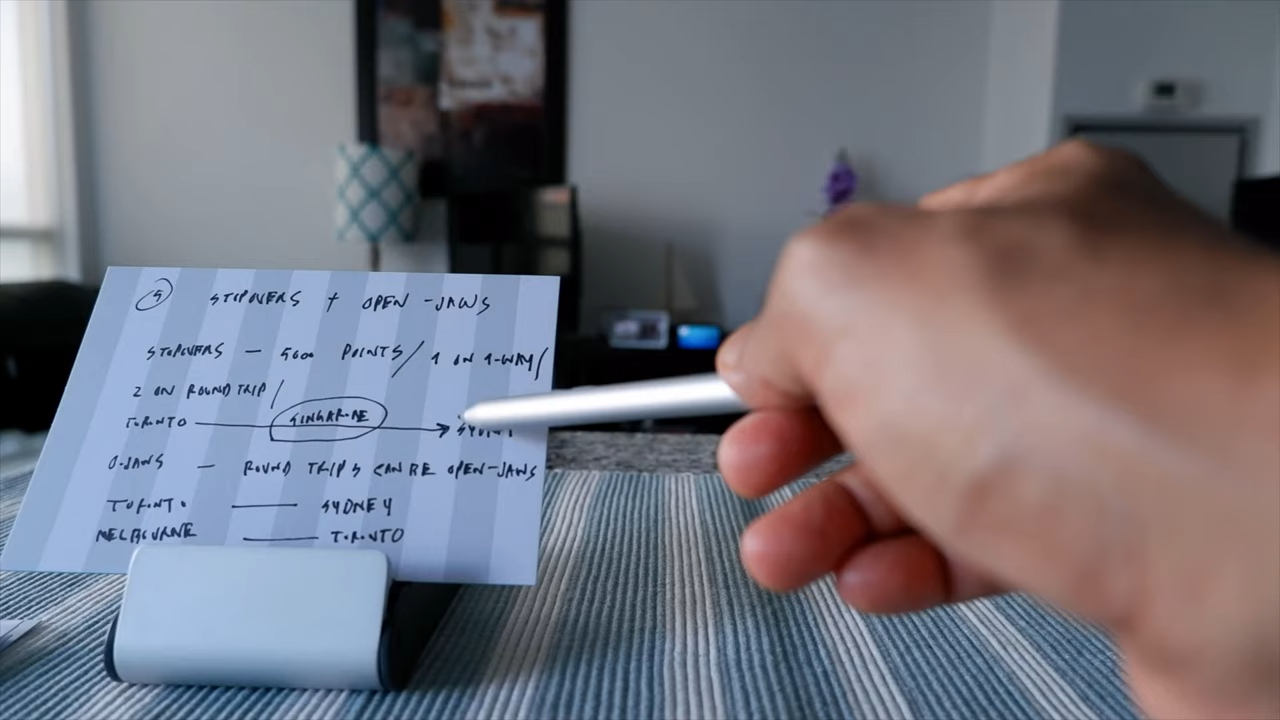 5 STOPOVERS + OPEN-JAWS
STOPOVERS — 5000 POINTS / 1 ON 1-WAY /
2 ON ROUND TRIP /
TORONTO SINGAPORE SYDNEY
O-JAWS — ROUND TRIPS CAN BE OPEN-JAWS
TORONTO — SYDNEY
MELBOURNE — TORONTO